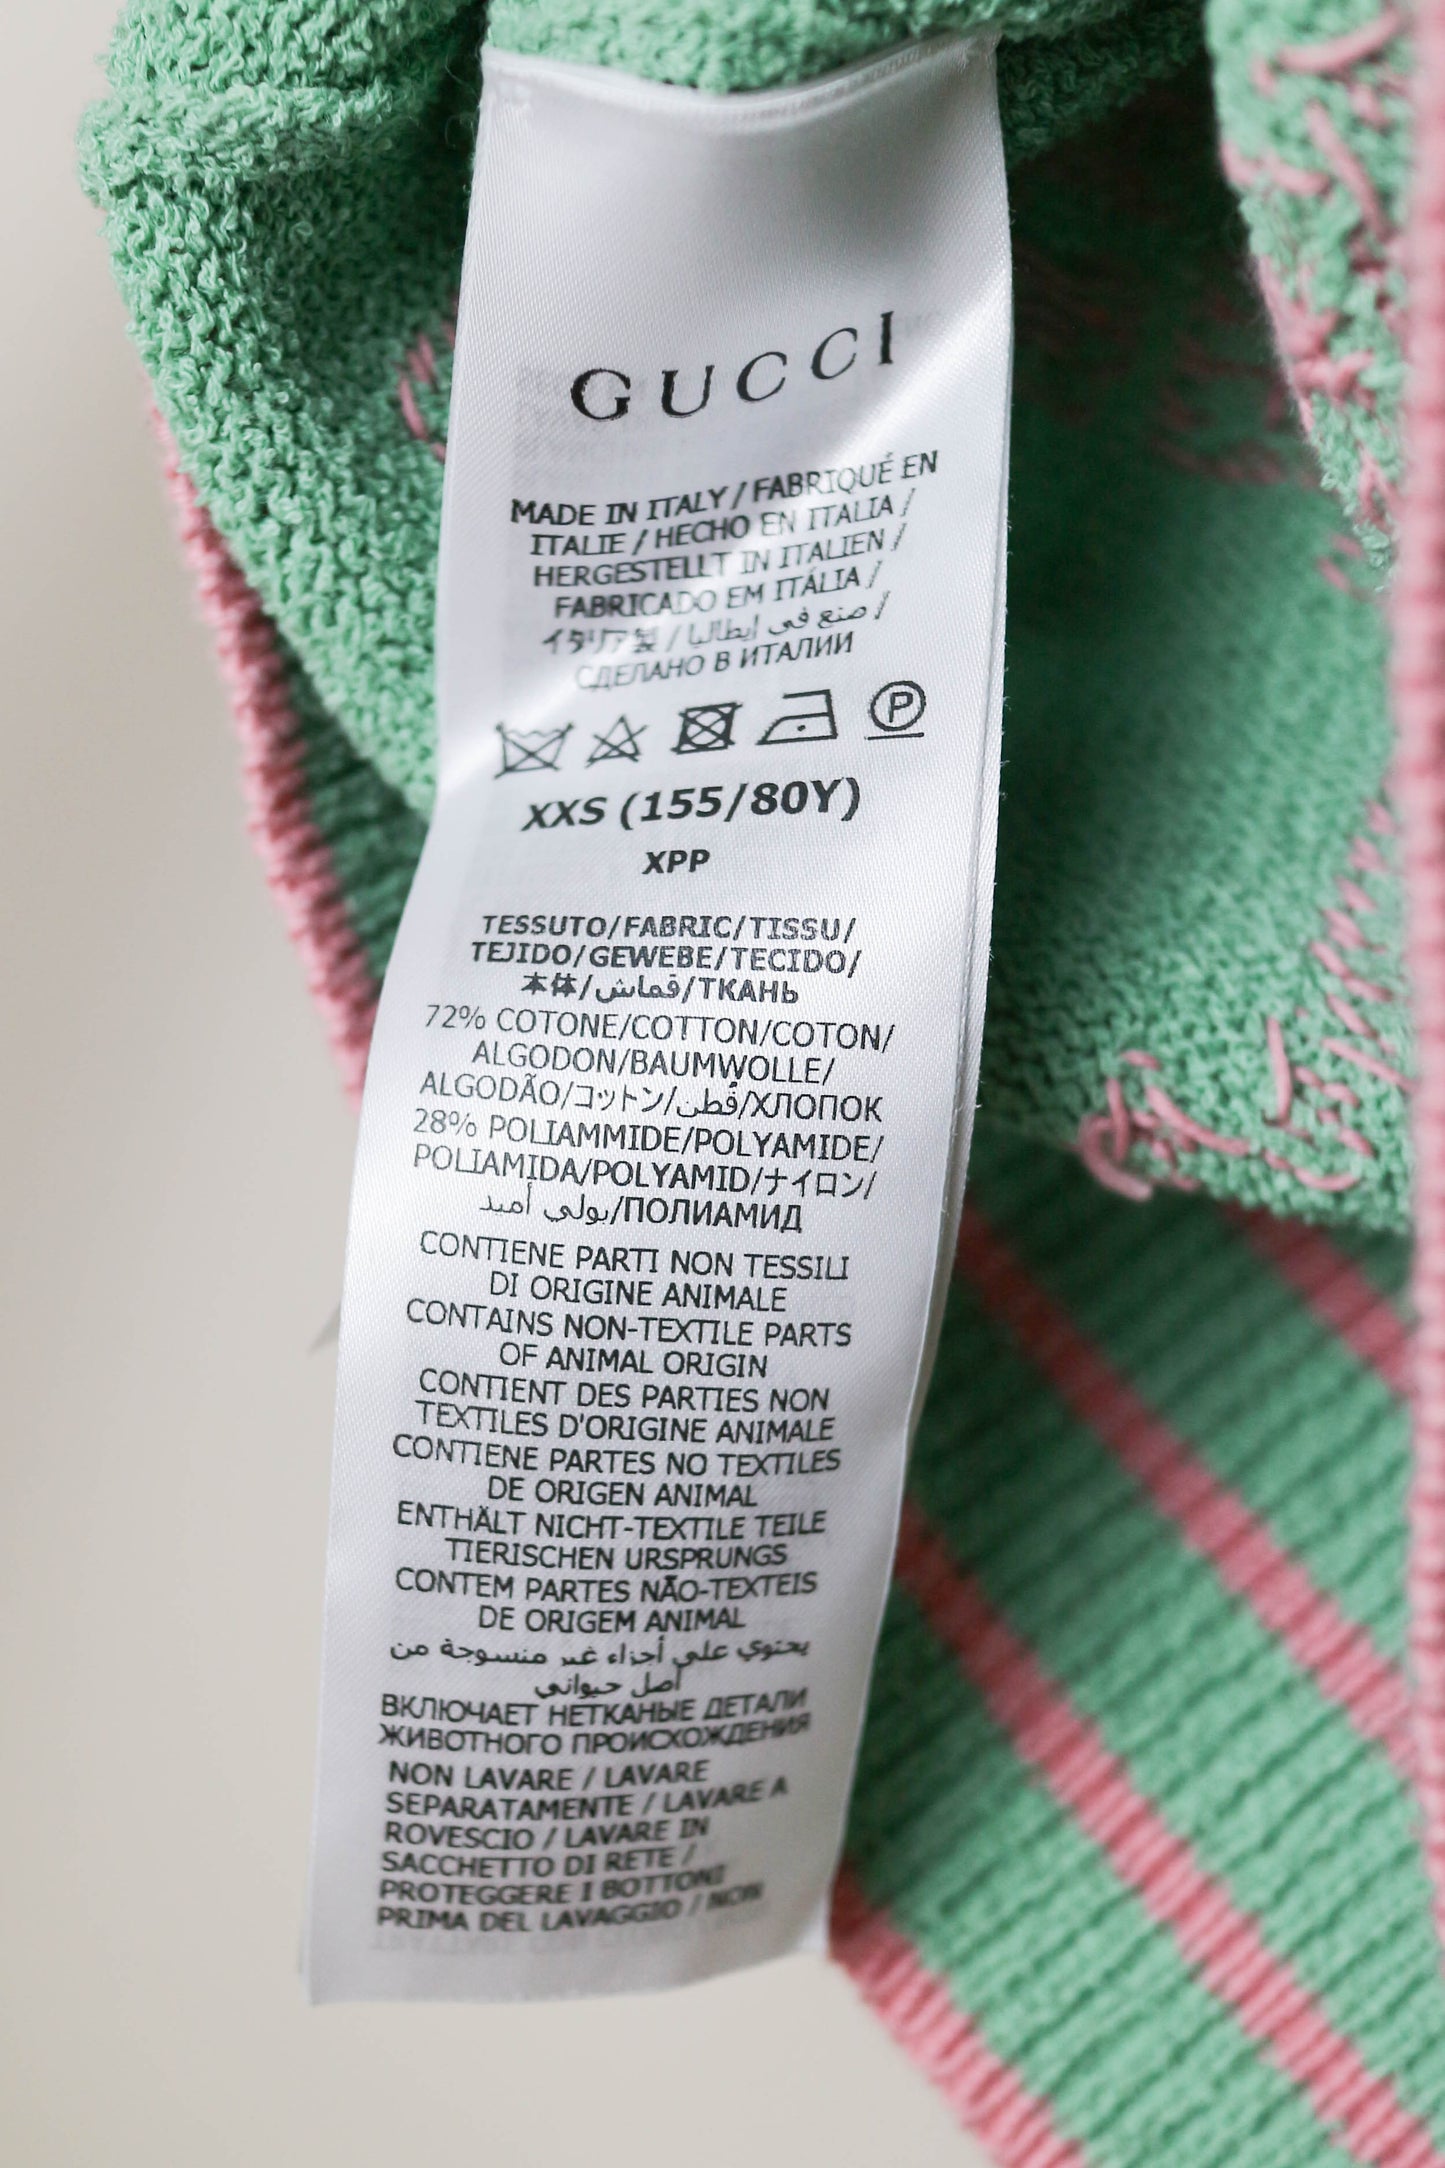 GUCCI
MADE IN ITALY / FABRIQUÉ EN
ITALIE / HECHO EN ITALIA /
HERGESTELLT IN ITALIEN /
FABRICADO EM ITÁLIA /
イタリア製 / صنع في إيطاليا /
СДЕЛАНО В ИТАЛИИ
P
XXS (155/80Y)
XPP
TESSUTO/FABRIC/TISSU/
TEJIDO/GEWEBE/TECIDO/
本体/قماش/ТКАНЬ
72% COTONE/COTTON/COTON/
ALGODON/BAUMWOLLE/
ALGODÃO/コットン/قُطن/ХЛОПОК
28% POLIAMMIDE/POLYAMIDE/
POLIAMIDA/POLYAMID/ナイロン/
بولي أميد/ПОЛИАМИД
CONTIENE PARTI NON TESSILI
DI ORIGINE ANIMALE
CONTAINS NON-TEXTILE PARTS
OF ANIMAL ORIGIN
CONTIENT DES PARTIES NON
TEXTILES D'ORIGINE ANIMALE
CONTIENE PARTES NO TEXTILES
DE ORIGEN ANIMAL
ENTHÄLT NICHT-TEXTILE TEILE
TIERISCHEN URSPRUNGS
CONTEM PARTES NÃO-TEXTEIS
DE ORIGEM ANIMAL
يحتوي على أجزاء غير منسوجة من
أصل حيواني
ВКЛЮЧАЕТ НЕТКАНЫЕ ДЕТАЛИ
ЖИВОТНОГО ПРОИСХОЖДЕНИЯ
NON LAVARE / LAVARE
SEPARATAMENTE / LAVARE A
ROVESCIO / LAVARE IN
SACCHETTO DI RETE /
PROTEGGERE I BOTTONI
PRIMA DEL LAVAGGIO / NON